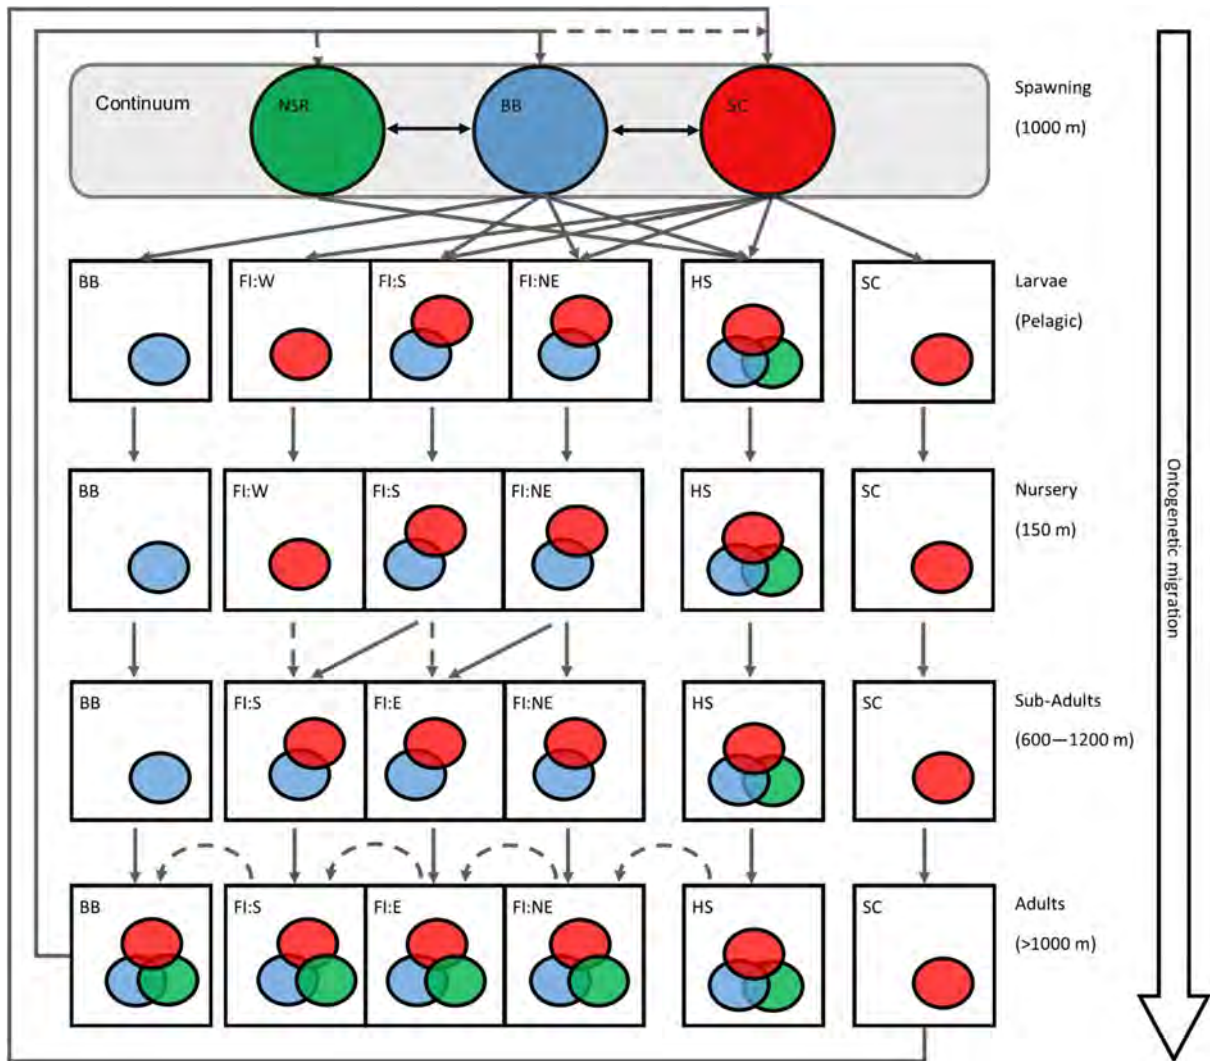 Continuum
NSR
BB
SC
Spawning
(1000 m)
BB
FI:W
FI:S
FI:NE
HS
SC
Larvae
(Pelagic)
BB
FI:W
FI:S
FI:NE
HS
SC
Nursery
(150 m)
BB
FI:S
FI:E
FI:NE
HS
SC
Sub-Adults
(600—1200 m)
BB
FI:S
FI:E
FI:NE
HS
SC
Adults
(>1000 m)
Ontogenetic migration